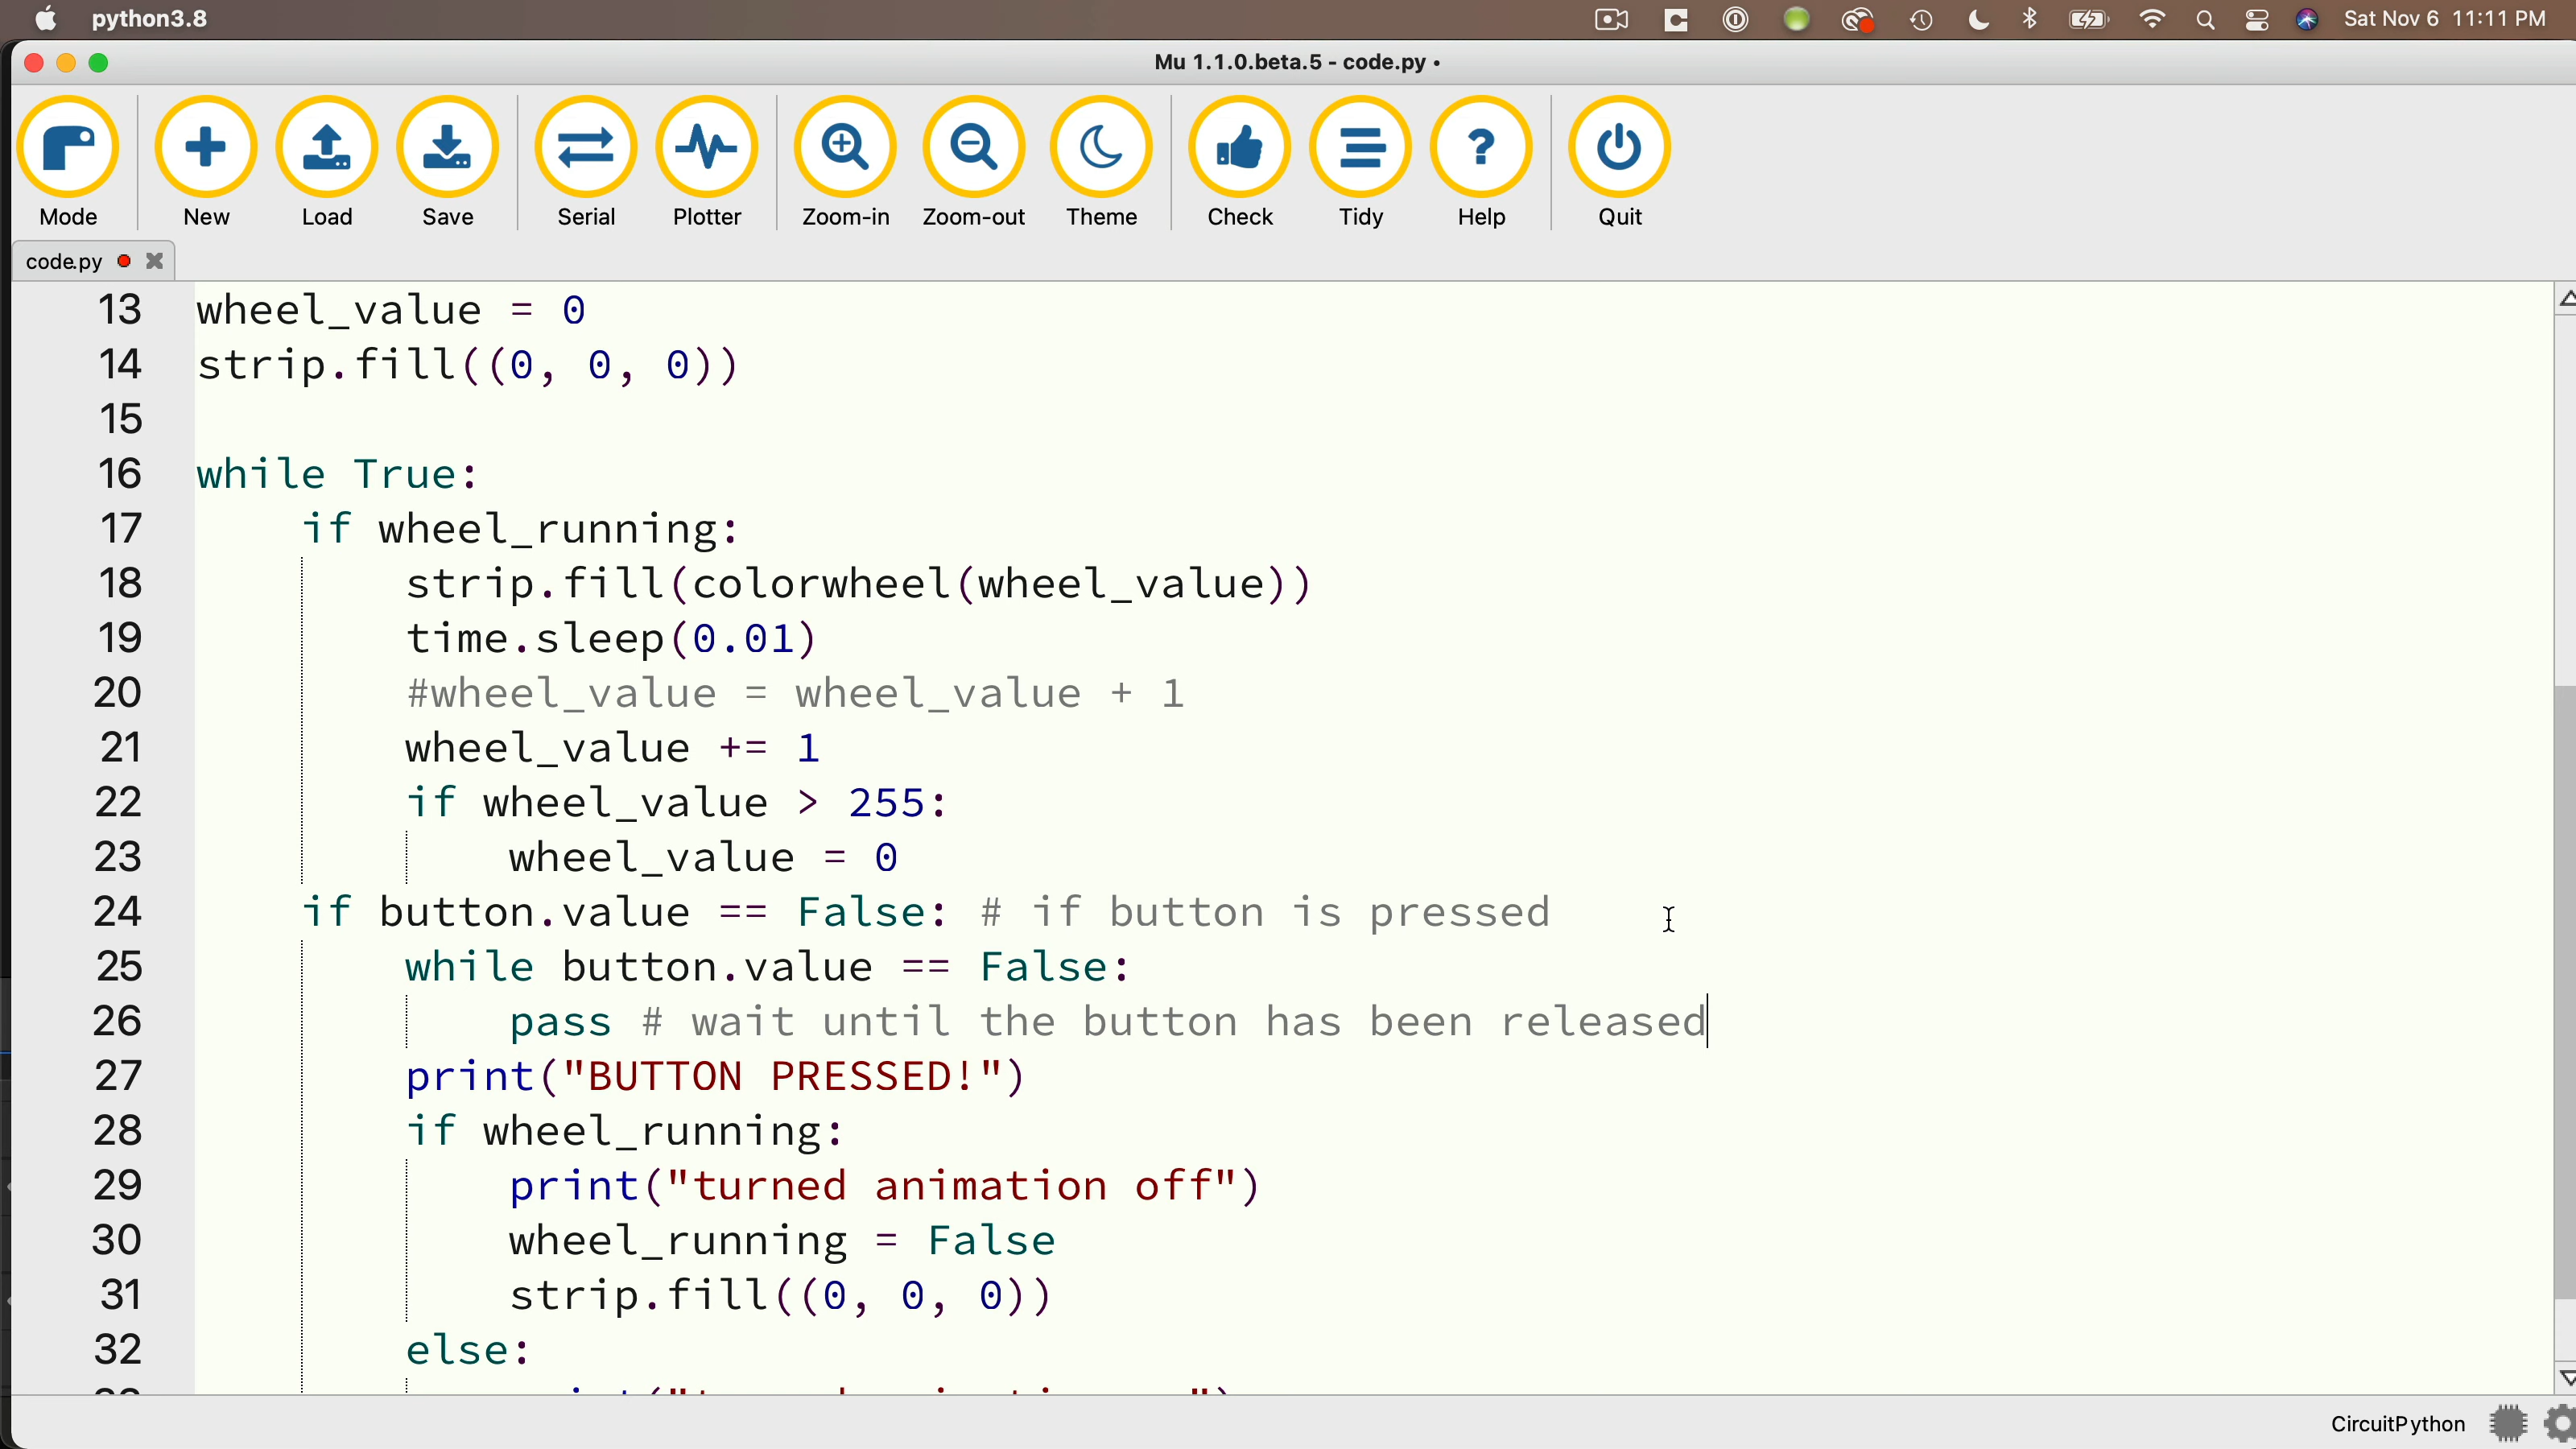 python3.8
Sat Nov 6 11:11 PM
Mu 1.1.0.beta.5 - code.py •
Mode New Load Save Serial Plotter Zoom-in Zoom-out Theme Check Tidy Help Quit
code.py
13 wheel_value = 0
14 strip.fill((0, 0, 0))
15
16 while True:
17 if wheel_running:
18 strip.fill(colorwheel(wheel_value))
19 time.sleep(0.01)
20 #wheel_value = wheel_value + 1
21 wheel_value += 1
22 if wheel_value > 255:
23 wheel_value = 0
24 if button.value == False: # if button is pressed
25 while button.value == False:
26 pass # wait until the button has been released
27 print("BUTTON PRESSED!")
28 if wheel_running:
29 print("turned animation off")
30 wheel_running = False
31 strip.fill((0, 0, 0))
32 else:
CircuitPython